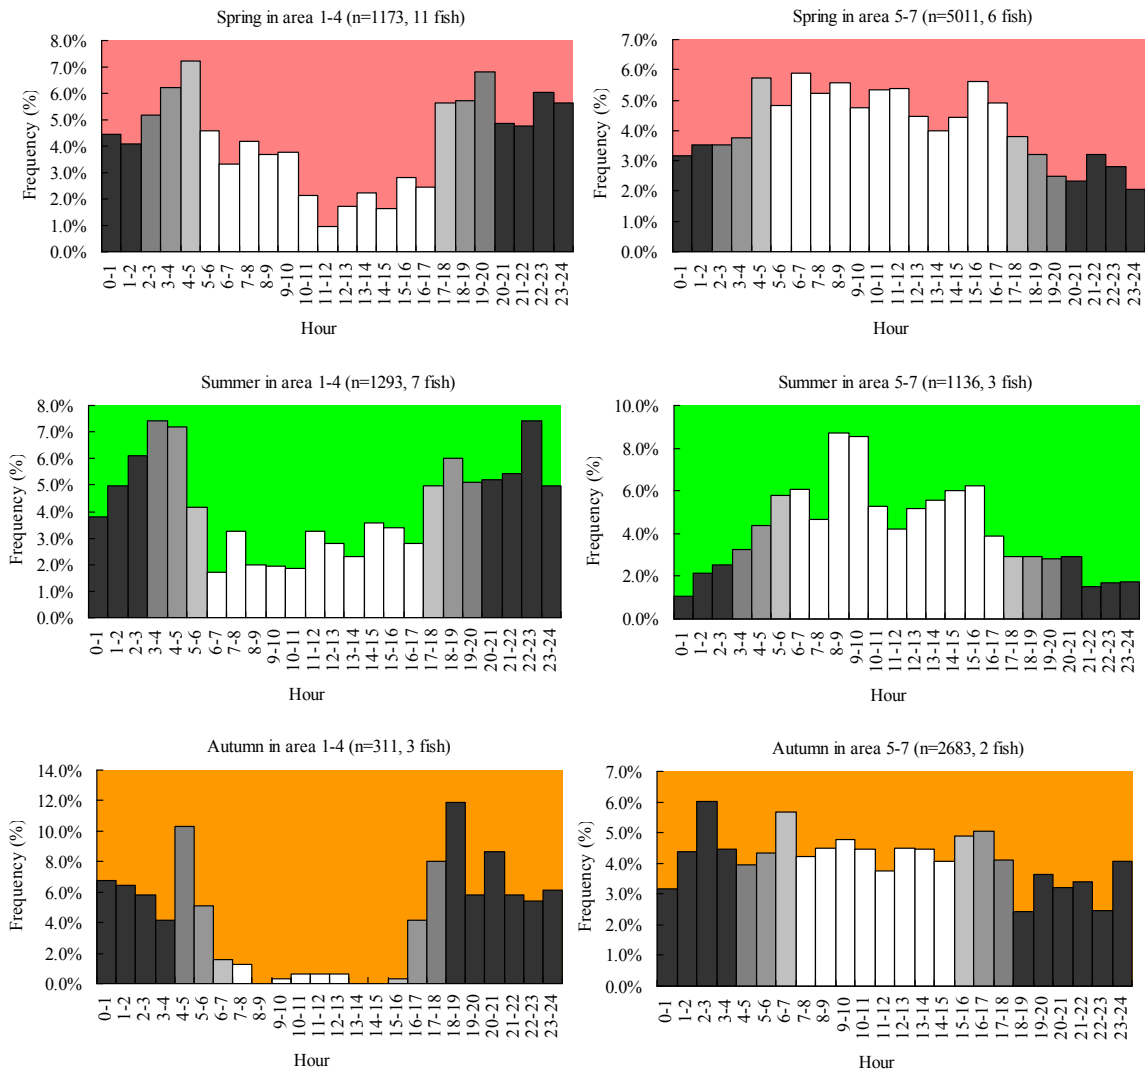 Spring in area 1-4 (n=1173, 11 fish)
Frequency (%)
8.0%
7.0%
6.0%
5.0%
4.0%
3.0%
2.0%
1.0%
0.0%
0-1 1-2 2-3 3-4 4-5 5-6 6-7 7-8 8-9 9-10 10-11 11-12 12-13 13-14 14-15 15-16 16-17 17-18 18-19 19-20 20-21 21-22 22-23 23-24
Hour
Spring in area 5-7 (n=5011, 6 fish)
Frequency (%)
7.0%
6.0%
5.0%
4.0%
3.0%
2.0%
1.0%
0.0%
0-1 1-2 2-3 3-4 4-5 5-6 6-7 7-8 8-9 9-10 10-11 11-12 12-13 13-14 14-15 15-16 16-17 17-18 18-19 19-20 20-21 21-22 22-23 23-24
Hour
Summer in area 1-4 (n=1293, 7 fish)
Frequency (%)
8.0%
7.0%
6.0%
5.0%
4.0%
3.0%
2.0%
1.0%
0.0%
0-1 1-2 2-3 3-4 4-5 5-6 6-7 7-8 8-9 9-10 10-11 11-12 12-13 13-14 14-15 15-16 16-17 17-18 18-19 19-20 20-21 21-22 22-23 23-24
Hour
Summer in area 5-7 (n=1136, 3 fish)
Frequency (%)
10.0%
8.0%
6.0%
4.0%
2.0%
0.0%
0-1 1-2 2-3 3-4 4-5 5-6 6-7 7-8 8-9 9-10 10-11 11-12 12-13 13-14 14-15 15-16 16-17 17-18 18-19 19-20 20-21 21-22 22-23 23-24
Hour
Autumn in area 1-4 (n=311, 3 fish)
Frequency (%)
14.0%
12.0%
10.0%
8.0%
6.0%
4.0%
2.0%
0.0%
0-1 1-2 2-3 3-4 4-5 5-6 6-7 7-8 8-9 9-10 10-11 11-12 12-13 13-14 14-15 15-16 16-17 17-18 18-19 19-20 20-21 21-22 22-23 23-24
Hour
Autumn in area 5-7 (n=2683, 2 fish)
Frequency (%)
7.0%
6.0%
5.0%
4.0%
3.0%
2.0%
1.0%
0.0%
0-1 1-2 2-3 3-4 4-5 5-6 6-7 7-8 8-9 9-10 10-11 11-12 12-13 13-14 14-15 15-16 16-17 17-18 18-19 19-20 20-21 21-22 22-23 23-24
Hour